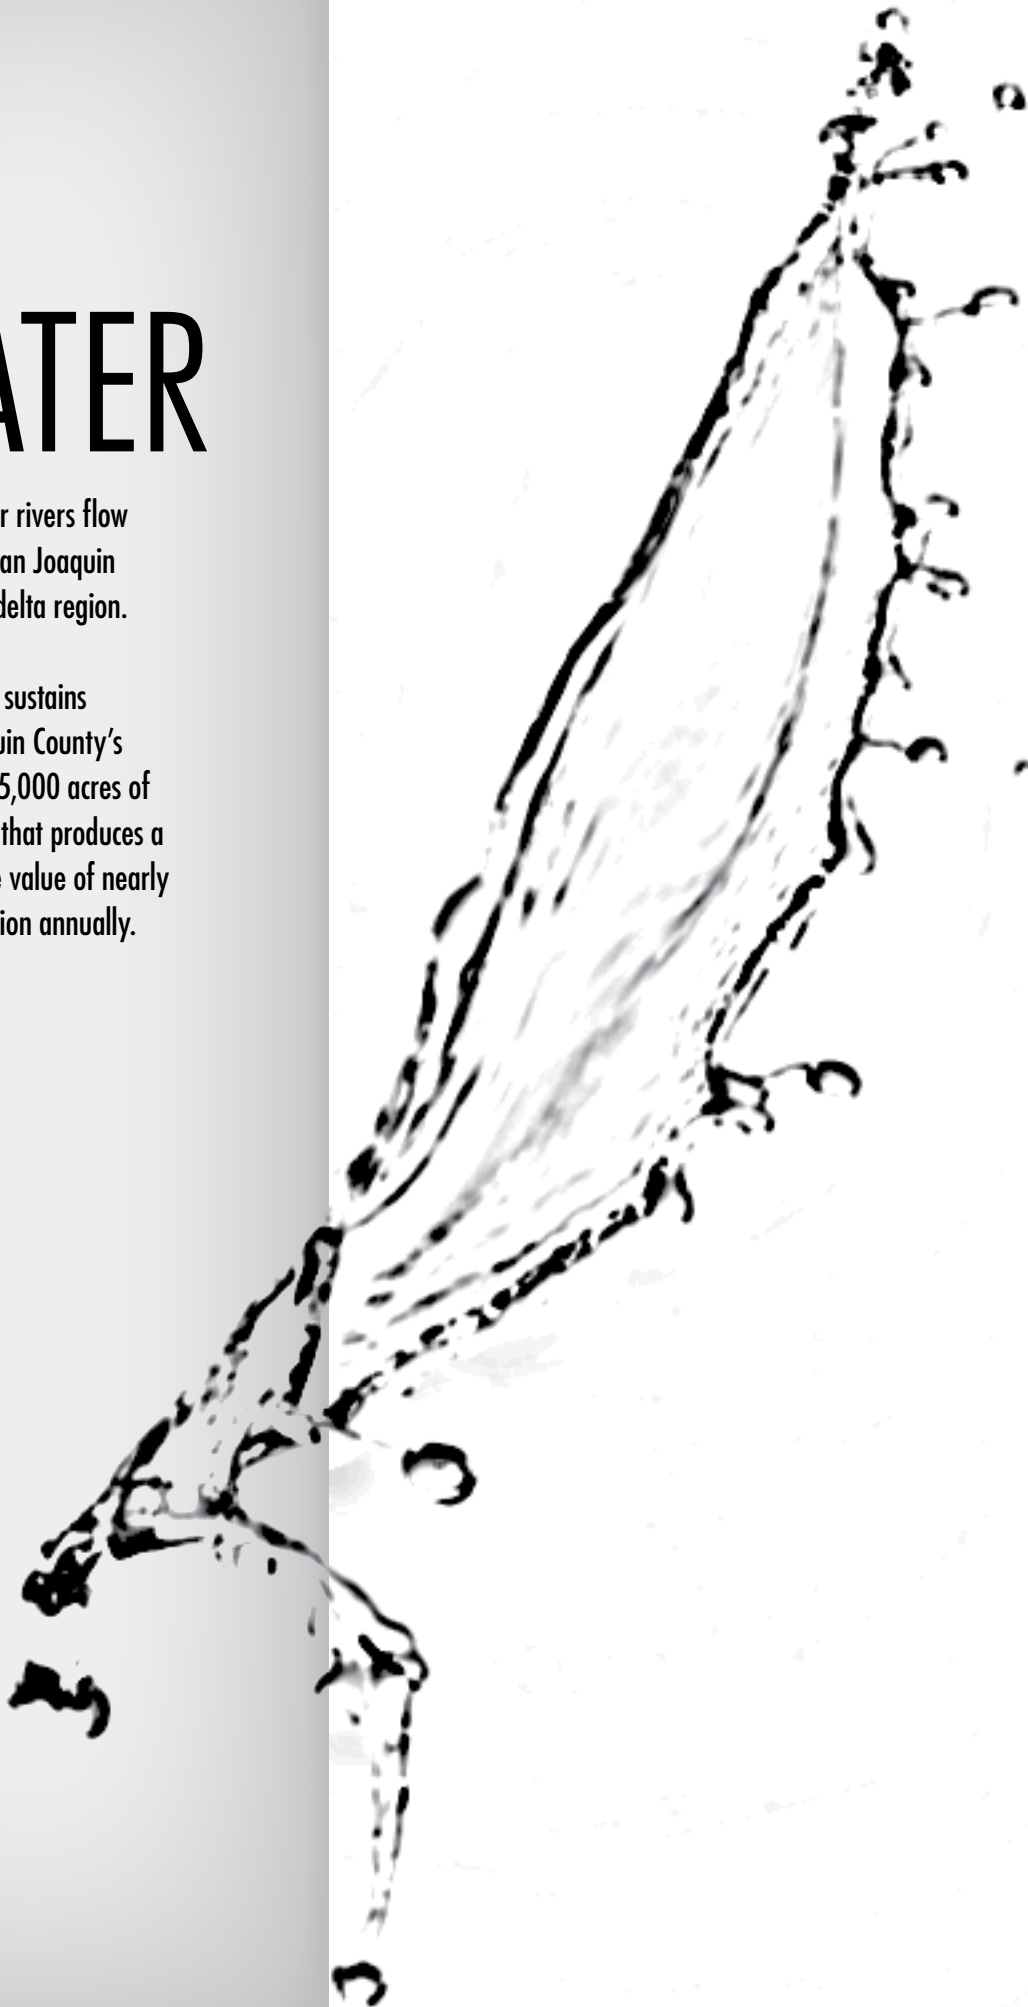 ATER
r rivers flow
an Joaquin
delta region.
sustains
uin County's
5,000 acres of
that produces a
e value of nearly
ion annually.